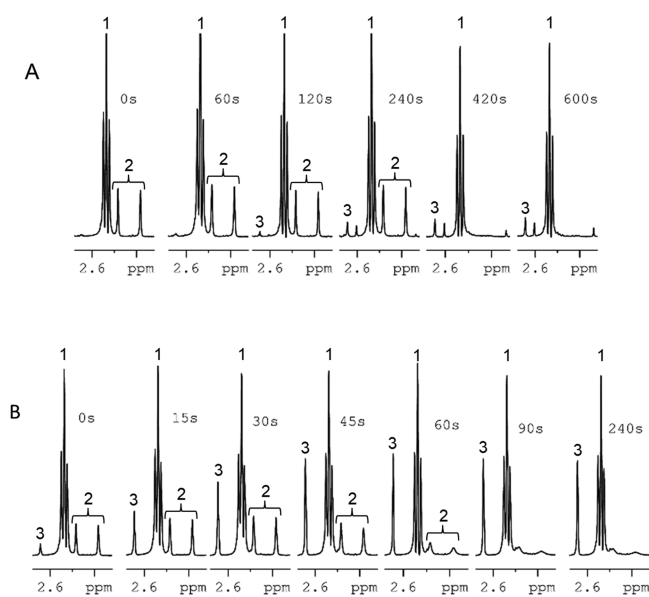 A
1 1 1 1 1 1
0s 60s 120s 240s 420s 600s
2 2 2 2
3 3 3 3
2.6 ppm 2.6 ppm 2.6 ppm 2.6 ppm 2.6 ppm 2.6 ppm
B
1 1 1 1 1 1 1
0s 15s 30s 45s 60s 90s 240s
3 3 3 3 3 3 3
2 2 2 2 2
2.6 ppm 2.6 ppm 2.6 ppm 2.6 ppm 2.6 ppm 2.6 ppm 2.6 ppm